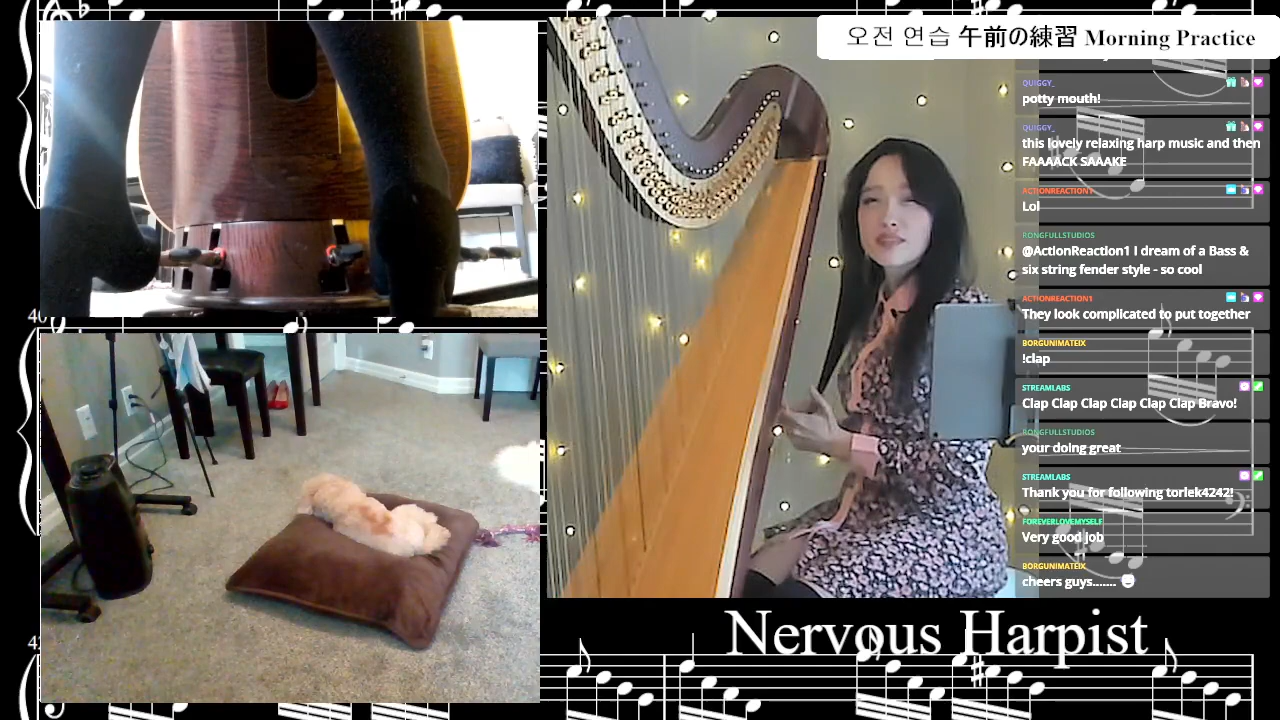 오전 연습 午前の練習 Morning Practice
QUIGGY_
potty mouth!
QUIGGY_
this lovely relaxing harp music and then
FAAAACK SAAAKE
ACTIONREACTION1
Lol
RONGFULLSTUDIOS
@ActionReaction1 I dream of a Bass &
six string fender style - so cool
ACTIONREACTION1
They look complicated to put together
BORGUNIMATEIX
!clap
STREAMLABS
Clap Clap Clap Clap Clap Clap Bravo!
RONGFULLSTUDIOS
your doing great
STREAMLABS
Thank you for following torlek4242!
FOREVERLOVEMYSELF
Very good job
BORGUNIMATEIX
cheers guys.......
Nervous Harpist